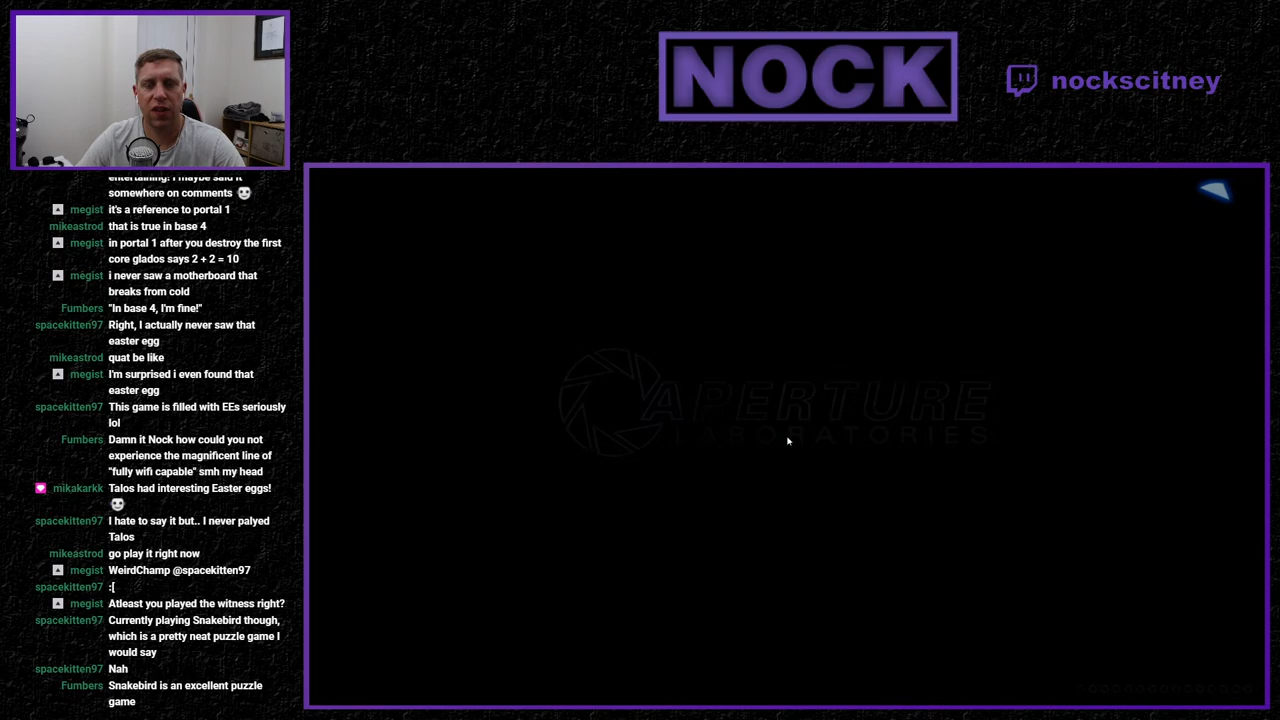 NOCK
nockscitney
entertaining! I maybe said it
somewhere on comments
megist it's a reference to portal 1
mikeastrod that is true in base 4
megist in portal 1 after you destroy the first
core glados says 2 + 2 = 10
megist i never saw a motherboard that
breaks from cold
Fumbers "In base 4, I'm fine!"
spacekitten97 Right, I actually never saw that
easter egg
mikeastrod quat be like
megist I'm surprised i even found that
easter egg
spacekitten97 This game is filled with EEs seriously
lol
Fumbers Damn it Nock how could you not
experience the magnificent line of
"fully wifi capable" smh my head
mikakarkk Talos had interesting Easter eggs!
spacekitten97 I hate to say it but.. I never palyed
Talos
mikeastrod go play it right now
megist WeirdChamp @spacekitten97
spacekitten97 :[
megist Atleast you played the witness right?
spacekitten97 Currently playing Snakebird though,
which is a pretty neat puzzle game I
would say
spacekitten97 Nah
Fumbers Snakebird is an excellent puzzle
game
APERTURE
LABORATORIES